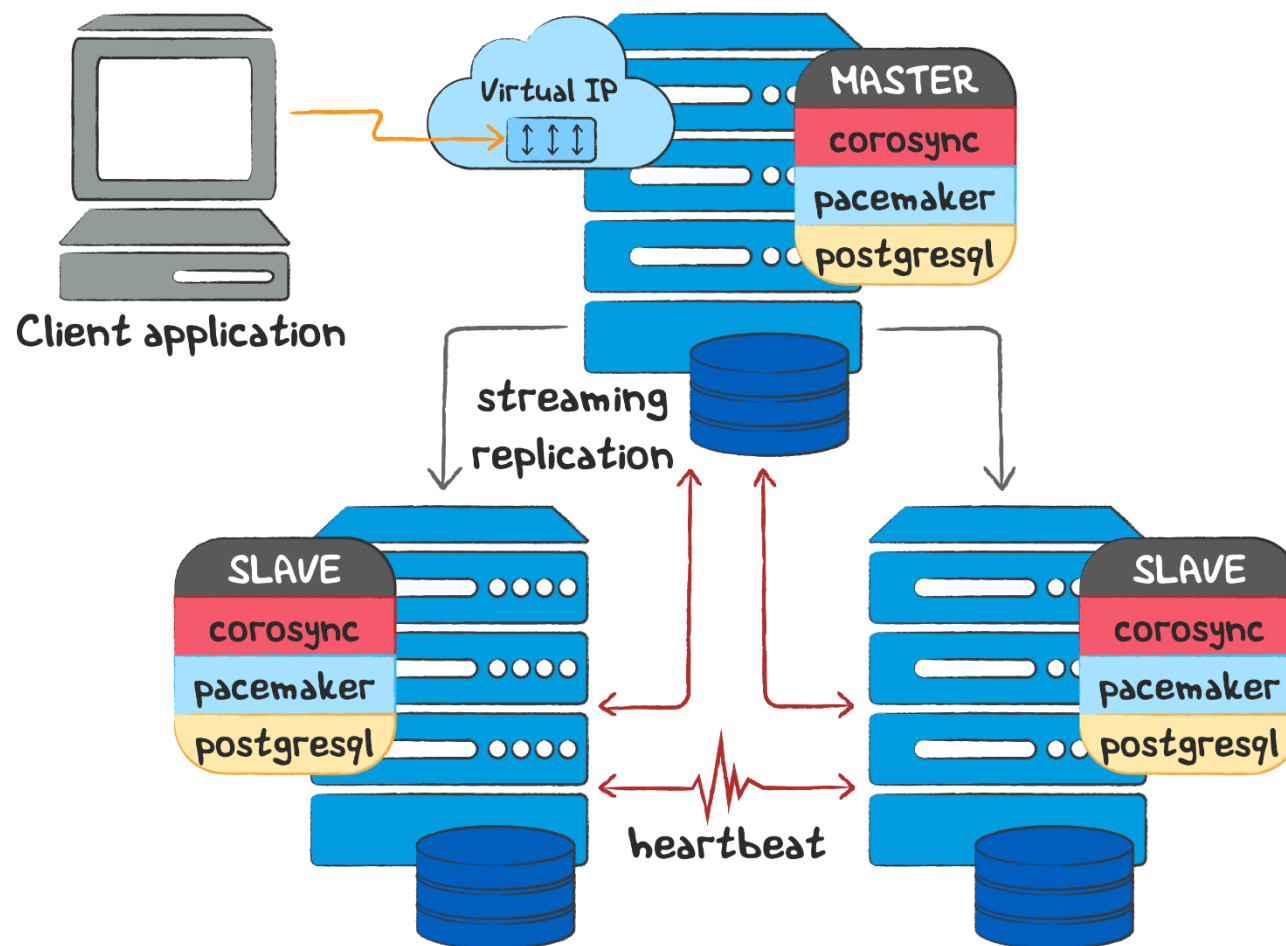 Virtual IP
MASTER
corosync
pacemaker
postgresql
Client application
streaming
replication
SLAVE
corosync
pacemaker
postgresql
SLAVE
corosync
pacemaker
postgresql
heartbeat